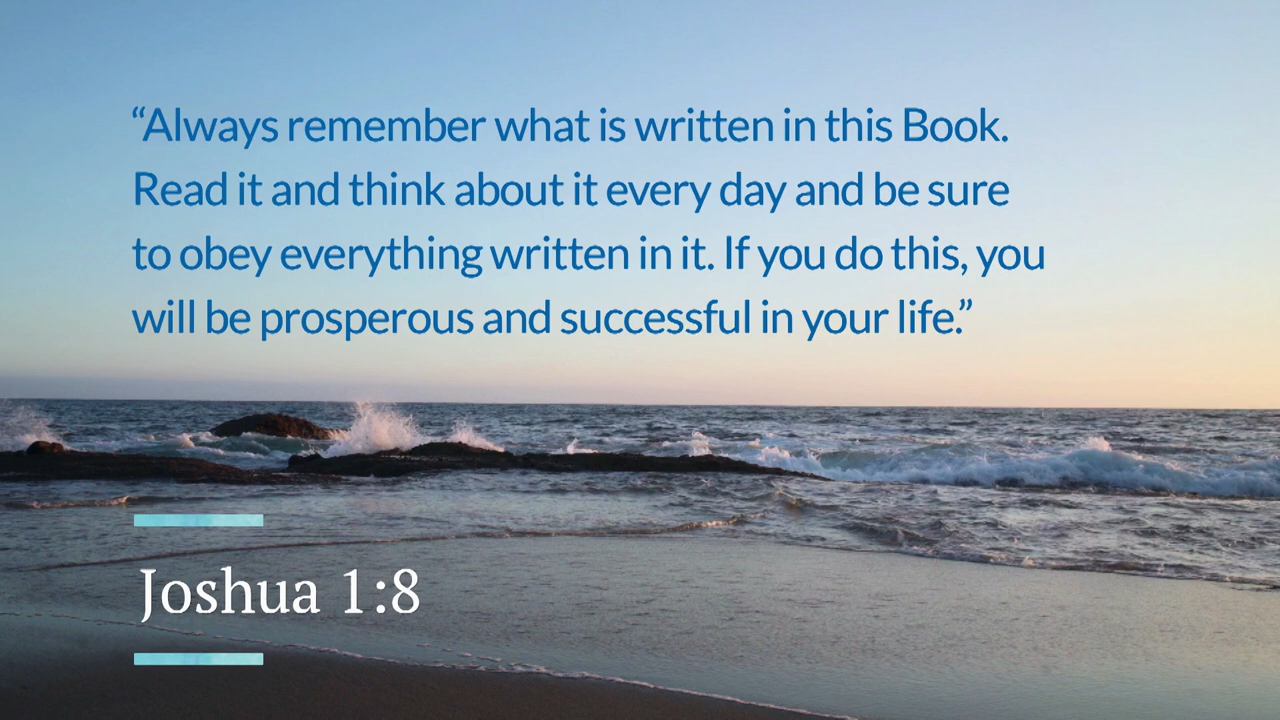 “Always remember what is written in this Book.
Read it and think about it every day and be sure
to obey everything written in it. If you do this, you
will be prosperous and successful in your life.”
Joshua 1:8